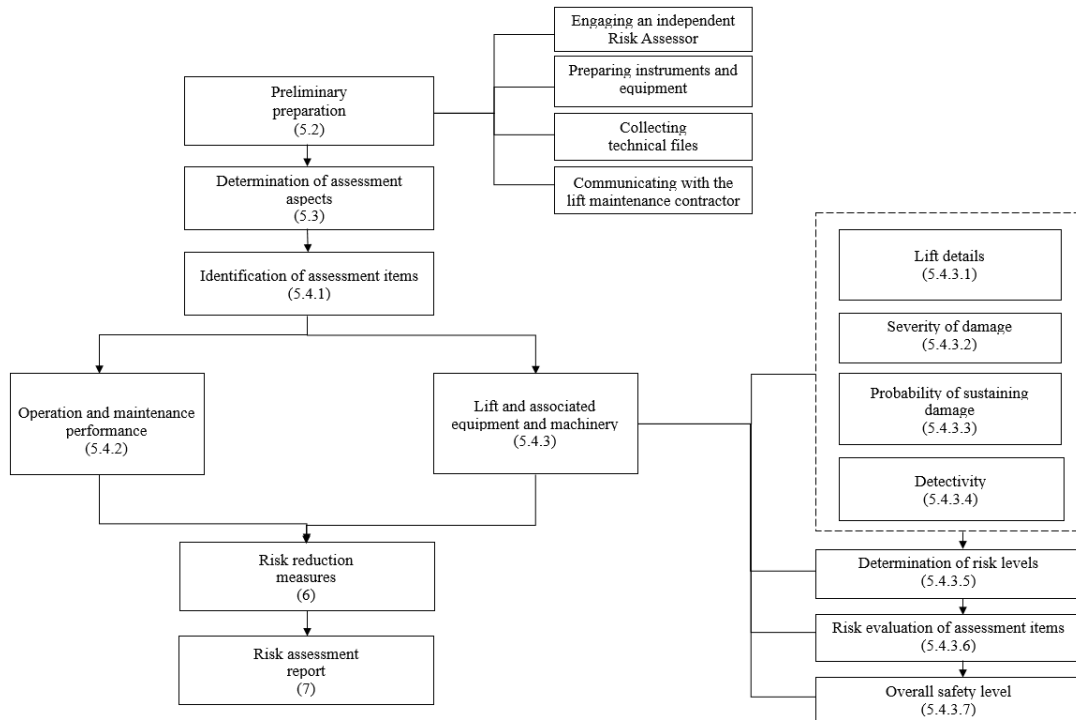 Engaging an independent
Risk Assessor
Preparing instruments and
equipment
Collecting
technical files
Communicating with the
lift maintenance contractor
Preliminary
preparation
(5.2)
Determination of assessment
aspects
(5.3)
Identification of assessment items
(5.4.1)
Operation and maintenance
performance
(5.4.2)
Lift and associated
equipment and machinery
(5.4.3)
Lift details
(5.4.3.1)
Severity of damage
(5.4.3.2)
Probability of sustaining
damage
(5.4.3.3)
Detectivity
(5.4.3.4)
Determination of risk levels
(5.4.3.5)
Risk evaluation of assessment items
(5.4.3.6)
Overall safety level
(5.4.3.7)
Risk reduction
measures
(6)
Risk assessment
report
(7)